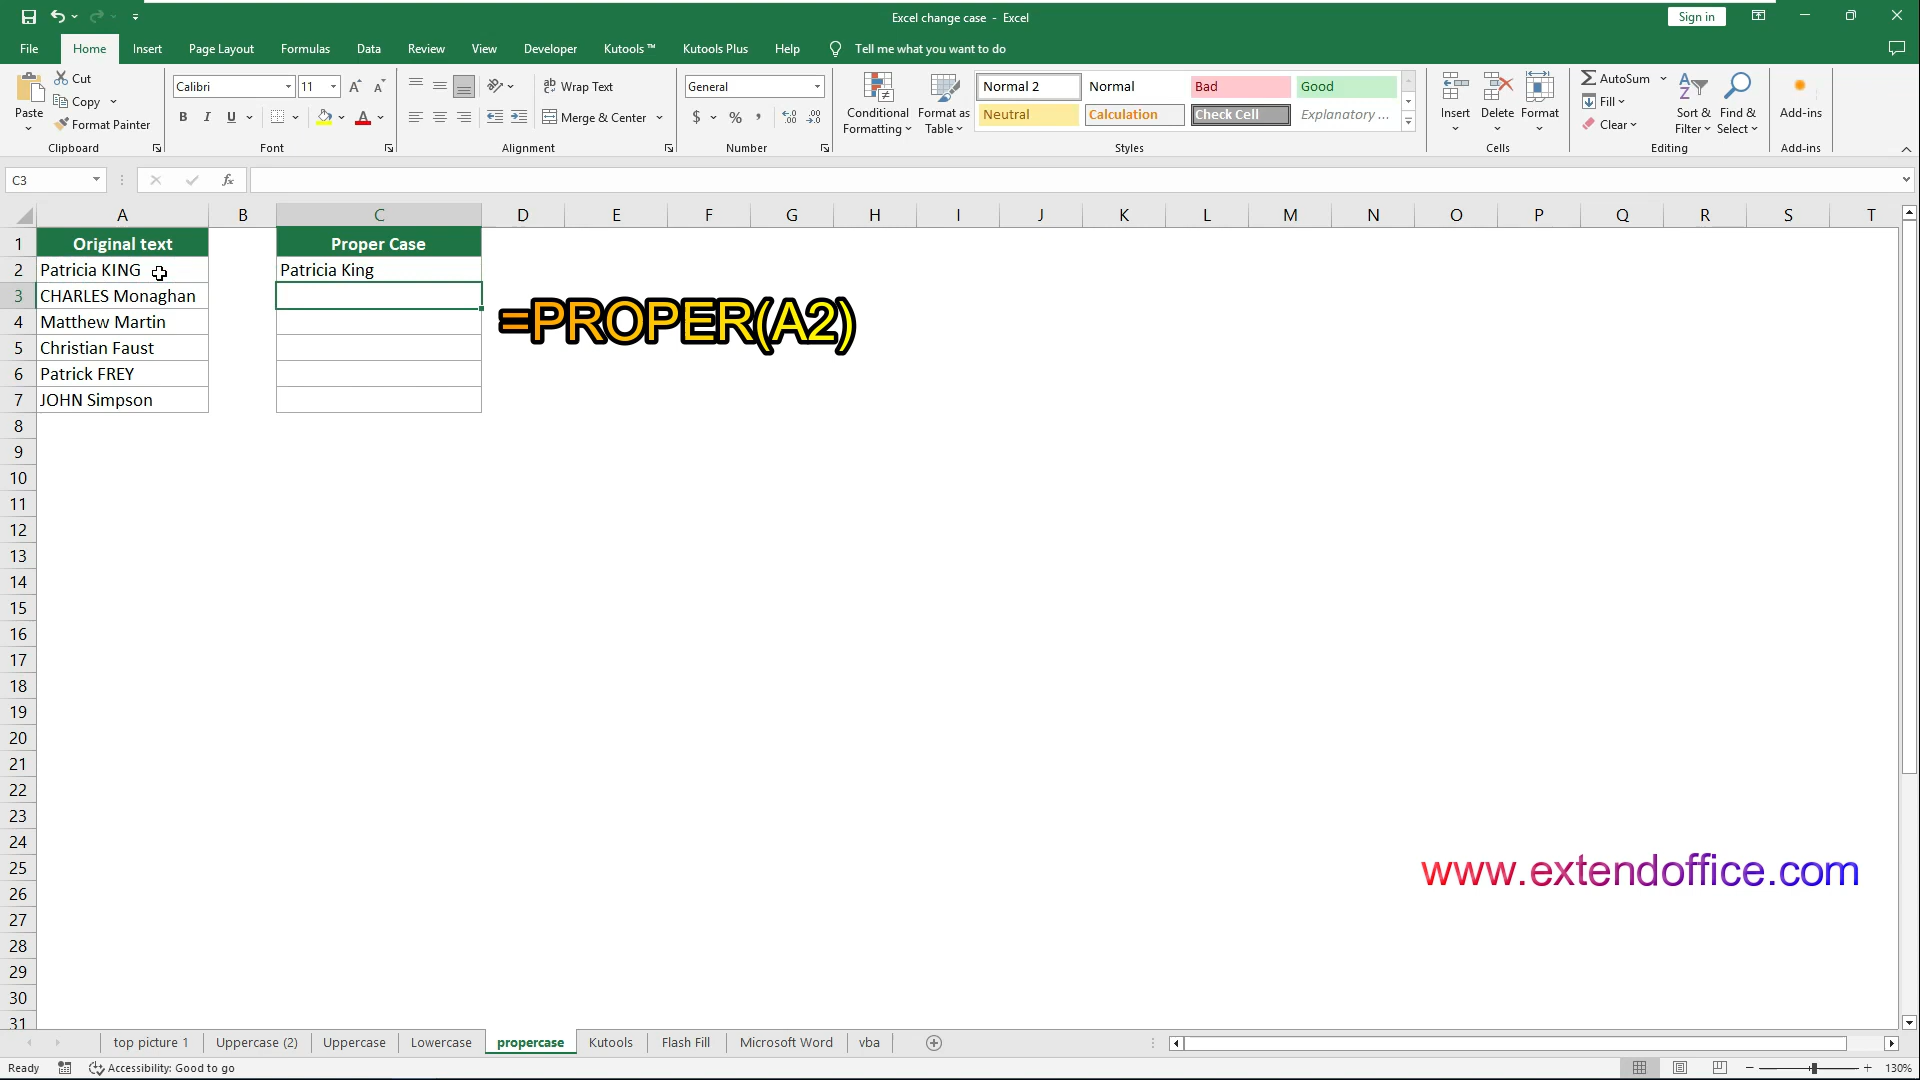 Excel change case - Excel
Sign in
File Home Insert Page Layout Formulas Data Review View Developer Kutools ™ Kutools Plus Help Tell me what you want to do
Paste
Cut
Copy
Format Painter
Clipboard
Calibri 11
B I U
Font
Wrap Text
Merge & Center
Alignment
General
$ % ,
Number
Conditional Formatting
Format as Table
Normal 2 Normal Bad Good
Neutral Calculation Check Cell Explanatory ...
Styles
Insert Delete Format
Cells
AutoSum
Fill
Clear
Sort & Filter
Find & Select
Editing
Add-ins
Add-ins
C3 fx
A B C D E F G H I J K L M N O P Q R S T
1 Original text Proper Case
2 Patricia KING Patricia King
3 CHARLES Monaghan
=PROPER(A2)
4 Matthew Martin
5 Christian Faust
6 Patrick FREY
7 JOHN Simpson
8
9
10
11
12
13
14
15
16
17
18
19
20
21
22
23
24
25
www.extendoffice.com
26
27
28
29
30
31
top picture 1 Uppercase (2) Uppercase Lowercase propercase Kutools Flash Fill Microsoft Word vba
Ready Accessibility: Good to go 130%